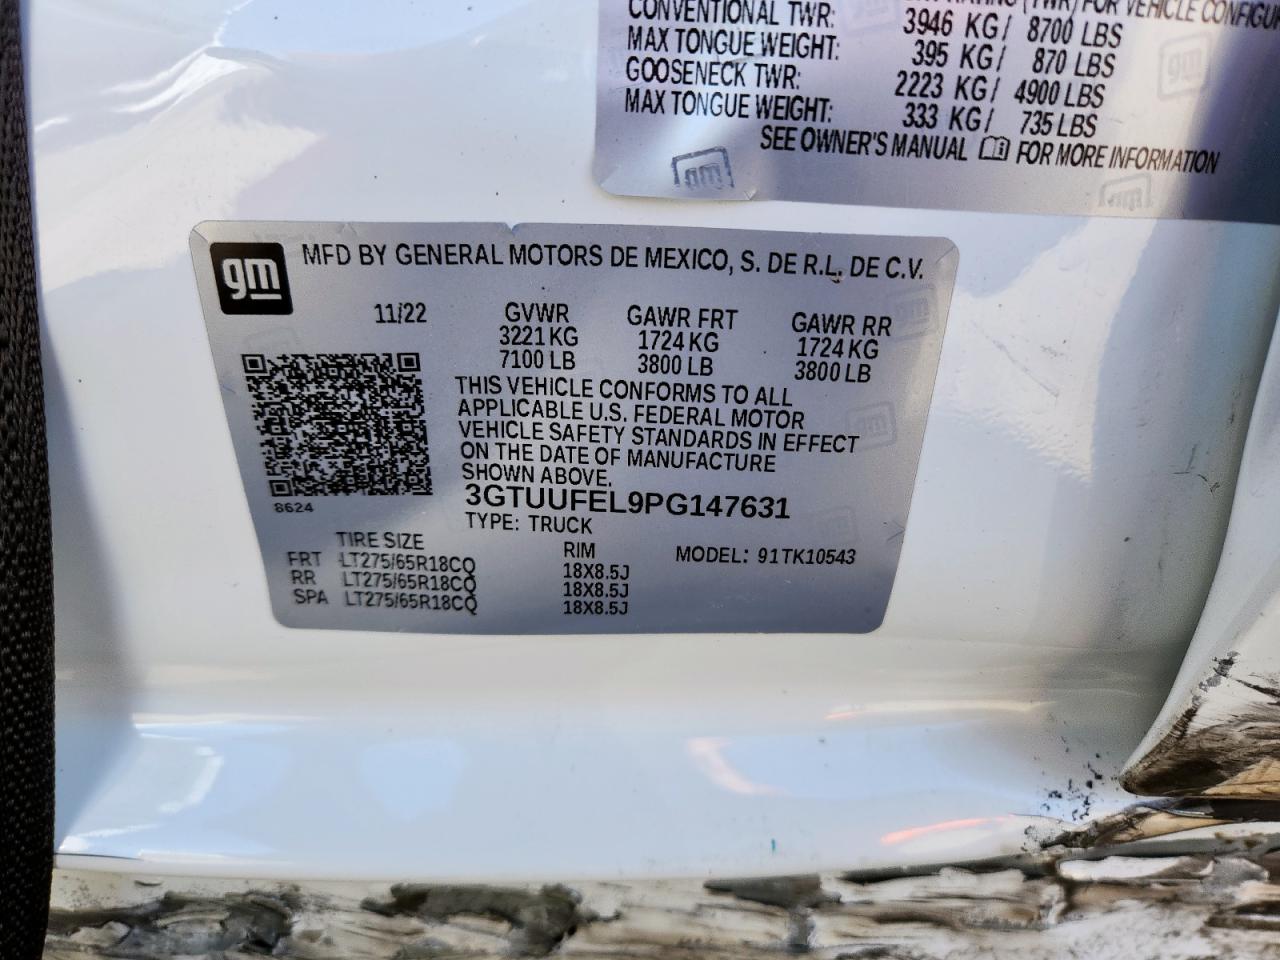 (TWR) FOR VEHICLE
CONVENTIONAL TWR: 3946 KG/ 8700 LBS
MAX TONGUE WEIGHT: 395 KG/ 870 LBS
GOOSENECK TWR: 2223 KG/ 4900 LBS
MAX TONGUE WEIGHT: 333 KG/ 735 LBS
SEE OWNER'S MANUAL FOR MORE INFORMATION
gm
gm
gm MFD BY GENERAL MOTORS DE MEXICO, S. DE R.L. DE C.V.
11/22 GVWR GAWR FRT GAWR RR
3221 KG 1724 KG 1724 KG
7100 LB 3800 LB 3800 LB
THIS VEHICLE CONFORMS TO ALL
APPLICABLE U.S. FEDERAL MOTOR
VEHICLE SAFETY STANDARDS IN EFFECT
ON THE DATE OF MANUFACTURE
SHOWN ABOVE.
8624
3GTUUFEL9PG147631
TYPE: TRUCK
TIRE SIZE RIM MODEL: 91TK10543
FRT LT275/65R18CQ 18X8.5J
RR LT275/65R18CQ 18X8.5J
SPA LT275/65R18CQ 18X8.5J